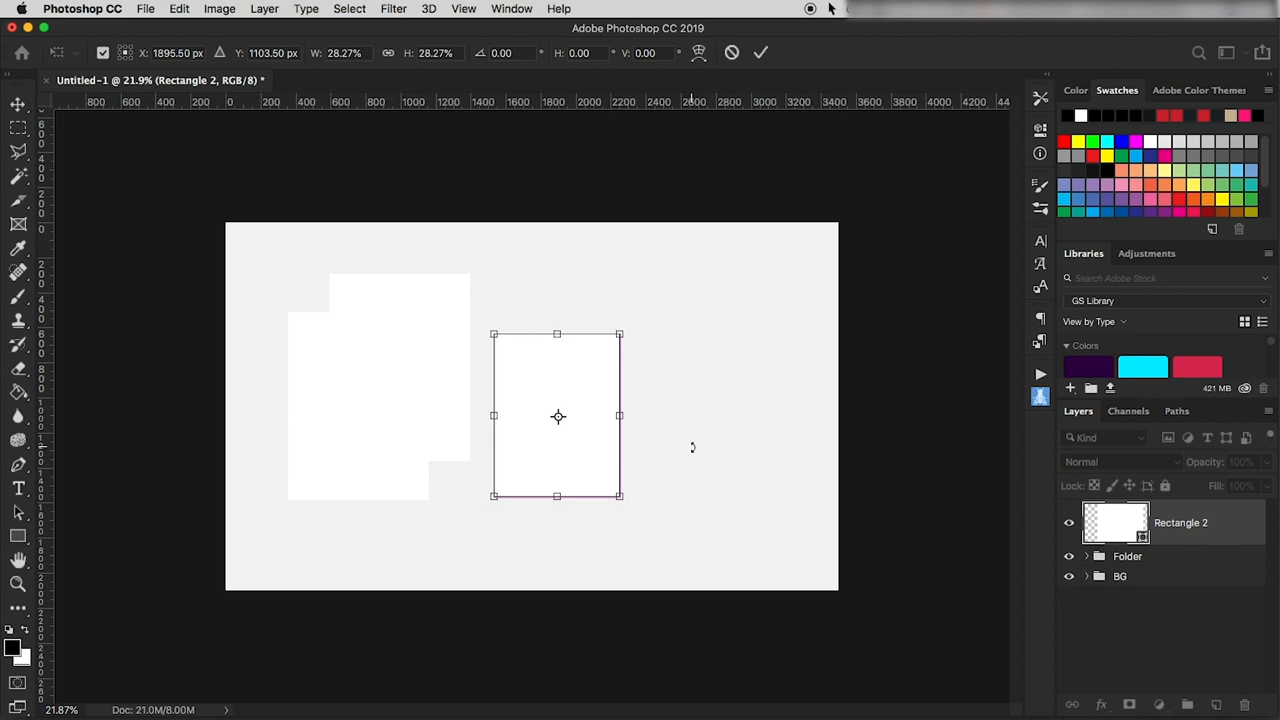 Photoshop CC File Edit Image Layer Type Select Filter 3D View Window Help
Adobe Photoshop CC 2019
X: 1895.50 px Y: 1103.50 px W: 28.27% H: 28.27% 0.00 ° H: 0.00 ° V: 0.00 °
× Untitled-1 @ 21.9% (Rectangle 2, RGB/8) *
800 600 400 200 0 200 400 600 800 1000 1200 1400 1600 1800 2000 2200 2400 2600 2800 3000 3200 3400 3600 3800 4000 4200 44
Color Swatches Adobe Color Themes
Libraries Adjustments
Search Adobe Stock
GS Library
View by Type
Colors
421 MB
Layers Channels Paths
Kind
Normal Opacity: 100%
Lock: Fill: 100%
Rectangle 2
Folder
BG
21.87% Doc: 21.0M/8.00M